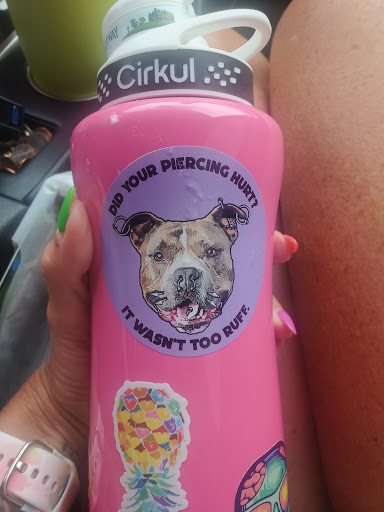 Cirkul
DID YOUR PIERCING HURT?
IT WASN'T TOO RUFF.